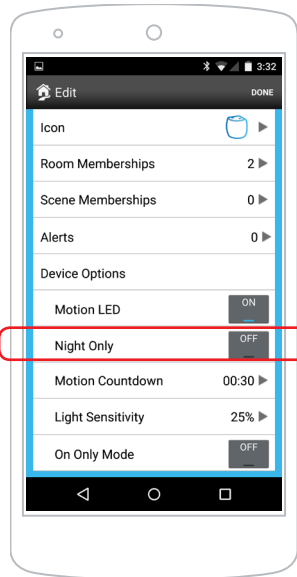 3:32
Edit DONE
Icon
Room Memberships 2
Scene Memberships 0
Alerts 0
Device Options
Motion LED ON
Night Only OFF
Motion Countdown 00:30
Light Sensitivity 25%
On Only Mode OFF